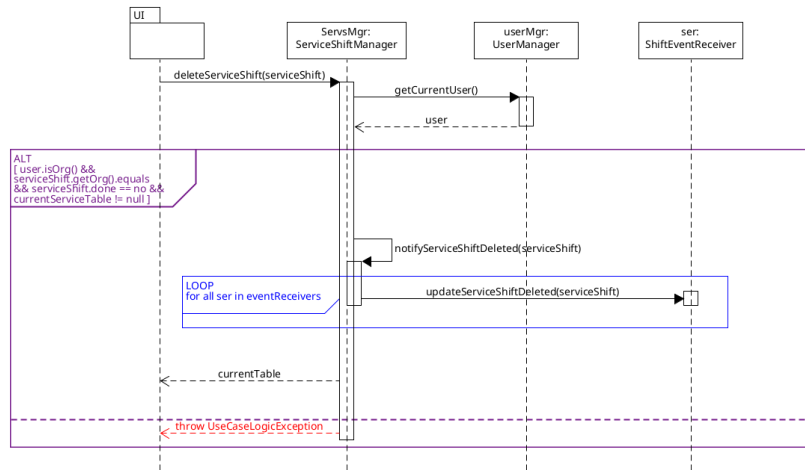 UI
ServsMgr:
ServiceShiftManager
userMgr:
UserManager
ser:
ShiftEventReceiver
deleteServiceShift(serviceShift)
getCurrentUser()
user
ALT
[ user.isOrg() &&
serviceShift.getOrg().equals
&& serviceShift.done == no &&
currentServiceTable != null ]
notifyServiceShiftDeleted(serviceShift)
LOOP
for all ser in eventReceivers
updateServiceShiftDeleted(serviceShift)
currentTable
throw UseCaseLogicException